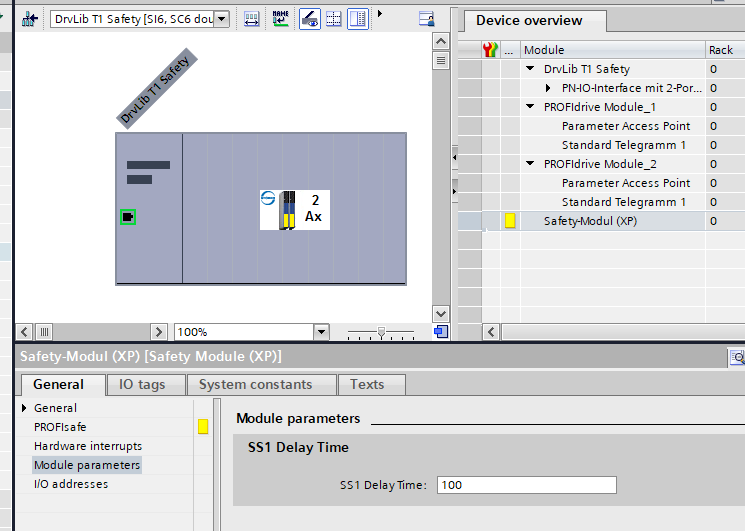 DrvLib T1 Safety [SI6, SC6 dou
NAME
Device overview
... Module Rack
DrvLib T1 Safety 0
PN-IO-Interface mit 2-Por... 0
PROFIdrive Module_1 0
Parameter Access Point 0
Standard Telegramm 1 0
PROFIdrive Module_2 0
Parameter Access Point 0
Standard Telegramm 1 0
Safety-Modul (XP) 0
DrvLib T1 Safety
2
Ax
100%
Safety-Modul (XP) [Safety Module (XP)]
General IO tags System constants Texts
General
PROFIsafe
Hardware interrupts
Module parameters
I/O addresses
Module parameters
SS1 Delay Time
SS1 Delay Time: 100